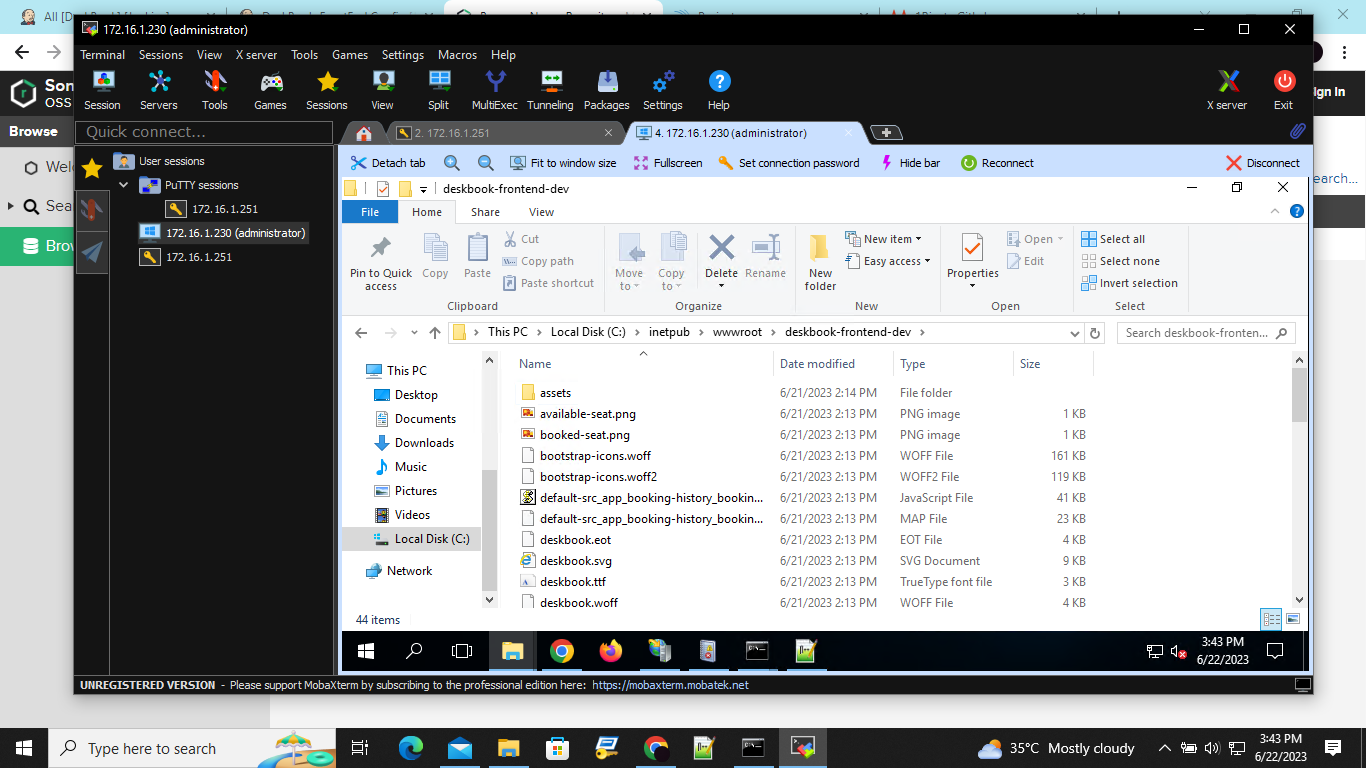 172.16.1.230 (administrator)
Terminal Sessions View X server Tools Games Settings Macros Help
Session Servers Tools Games Sessions View Split MultiExec Tunneling Packages Settings Help X server Exit
Quick connect...
2. 172.16.1.251
4. 172.16.1.230 (administrator)
Detach tab Fit to window size Fullscreen Set connection password Hide bar Reconnect Disconnect
User sessions
PuTTY sessions
172.16.1.251
172.16.1.230 (administrator)
172.16.1.251
deskbook-frontend-dev
File Home Share View
Pin to Quick access
Copy
Paste
Cut
Copy path
Paste shortcut
Move to
Copy to
Delete
Rename
New folder
New item
Easy access
Properties
Open
Edit
Select all
Select none
Invert selection
Clipboard Organize New Open Select
This PC Local Disk (C:) inetpub wwwroot deskbook-frontend-dev
Search deskbook-fronten...
This PC
Desktop
Documents
Downloads
Music
Pictures
Videos
Local Disk (C:)
Network
Name Date modified Type Size
assets 6/21/2023 2:14 PM File folder
available-seat.png 6/21/2023 2:13 PM PNG image 1 KB
booked-seat.png 6/21/2023 2:13 PM PNG image 1 KB
bootstrap-icons.woff 6/21/2023 2:13 PM WOFF File 161 KB
bootstrap-icons.woff2 6/21/2023 2:13 PM WOFF2 File 119 KB
default-src_app_booking-history_bookin... 6/21/2023 2:13 PM JavaScript File 41 KB
default-src_app_booking-history_bookin... 6/21/2023 2:13 PM MAP File 23 KB
deskbook.eot 6/21/2023 2:13 PM EOT File 4 KB
deskbook.svg 6/21/2023 2:13 PM SVG Document 9 KB
deskbook.ttf 6/21/2023 2:13 PM TrueType font file 3 KB
deskbook.woff 6/21/2023 2:13 PM WOFF File 4 KB
44 items
3:43 PM
6/22/2023
UNREGISTERED VERSION - Please support MobaXterm by subscribing to the professional edition here: https://mobaxterm.mobatek.net
Son
OSS
Browse
Welc
Sea
Brow
gn In
earch...
Type here to search
35°C Mostly cloudy
3:43 PM
6/22/2023